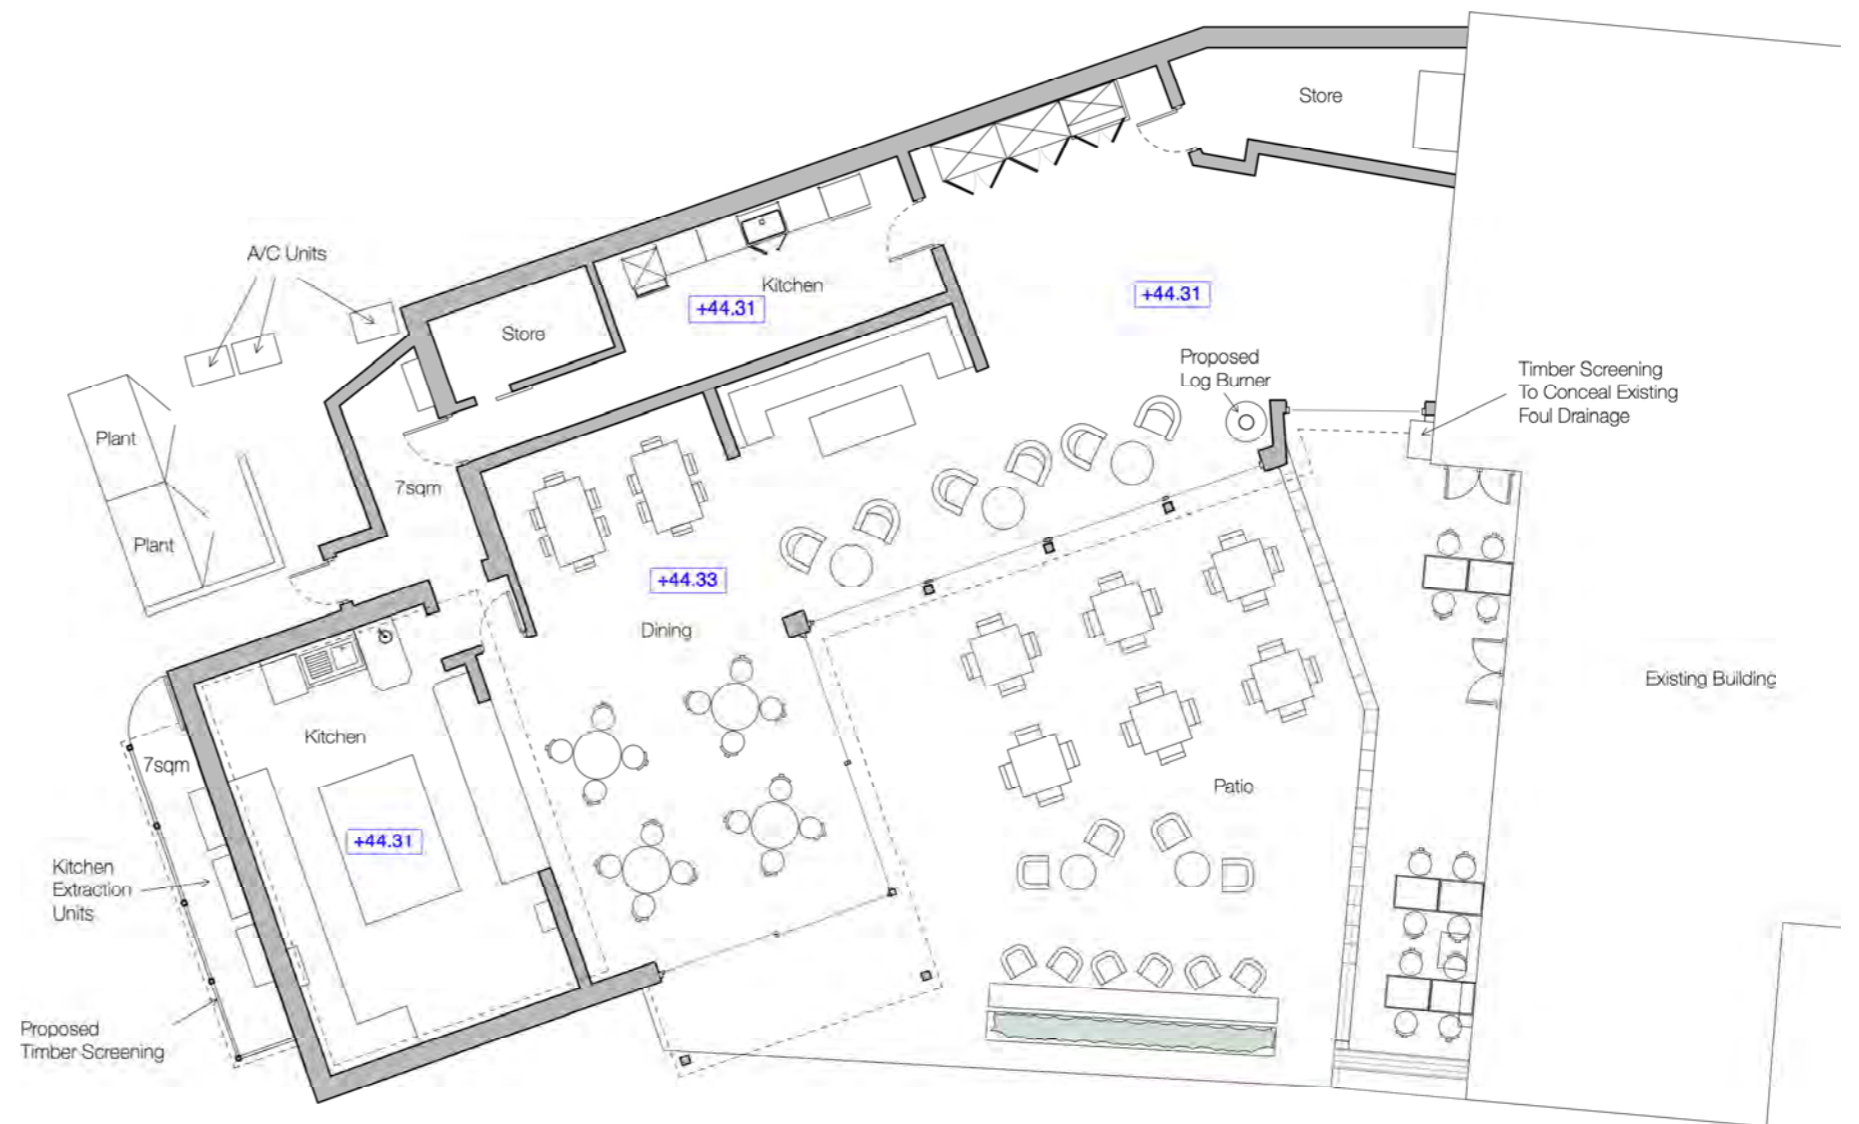 Store
A/C Units
Kitchen
+44.31
+44.31
Store
Proposed
Log Burner
Timber Screening
To Conceal Existing
Foul Drainage
Plant
7sqm
Plant
+44.33
Dining
Existing Building
Kitchen
7sqm
Patio
+44.31
Kitchen
Extraction
Units
Proposed
Timber Screening